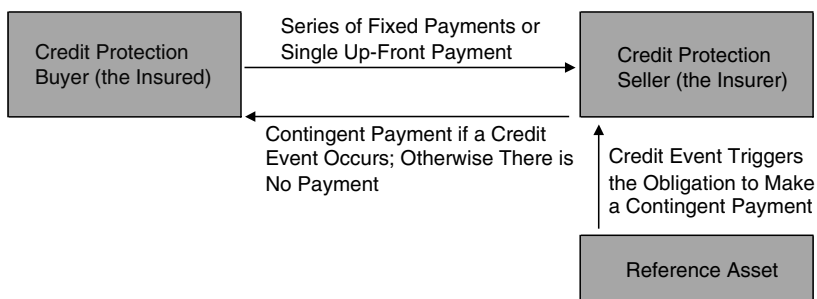 Credit Protection
Buyer (the Insured)
Series of Fixed Payments or
Single Up-Front Payment
Credit Protection
Seller (the Insurer)
Contingent Payment if a Credit
Event Occurs; Otherwise There is
No Payment
Credit Event Triggers
the Obligation to Make
a Contingent Payment
Reference Asset